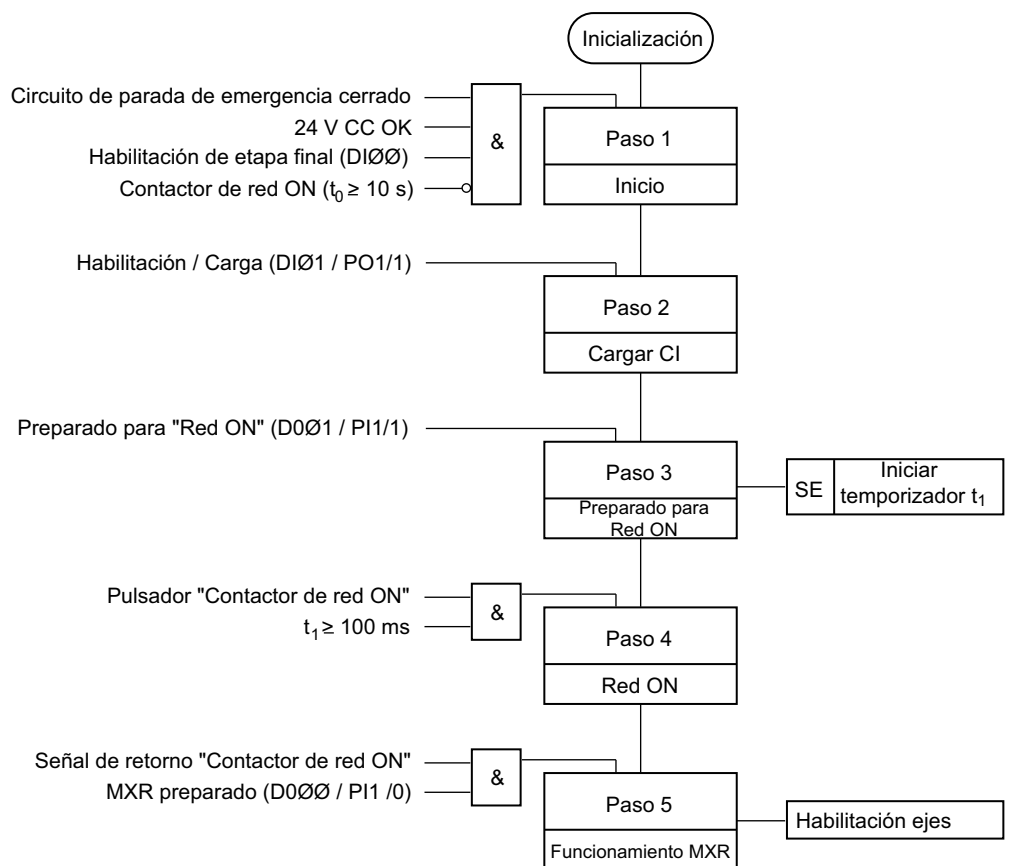 Inicialización
Circuito de parada de emergencia cerrado
24 V CC OK
Habilitación de etapa final (DIØØ)
Contactor de red ON (t0 ≥ 10 s)
&
Paso 1
Inicio
Habilitación / Carga (DIØ1 / PO1/1)
Paso 2
Cargar CI
Preparado para "Red ON" (D0Ø1 / PI1/1)
Paso 3
Preparado para
Red ON
SE
Iniciar
temporizador t1
Pulsador "Contactor de red ON"
t1 ≥ 100 ms
&
Paso 4
Red ON
Señal de retorno "Contactor de red ON"
MXR preparado (D0ØØ / PI1 /0)
&
Paso 5
Funcionamiento MXR
Habilitación ejes